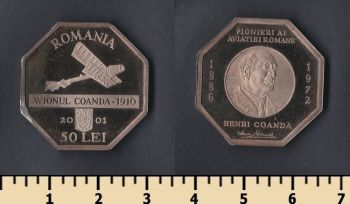 ROMANIA
AVIONUL COANDA-1910
20 01
50 LEI
PIONIERI AI
AVIATIEI ROMANE
1886
1972
HENRI COANDA
1 2 3 4 5 6 7